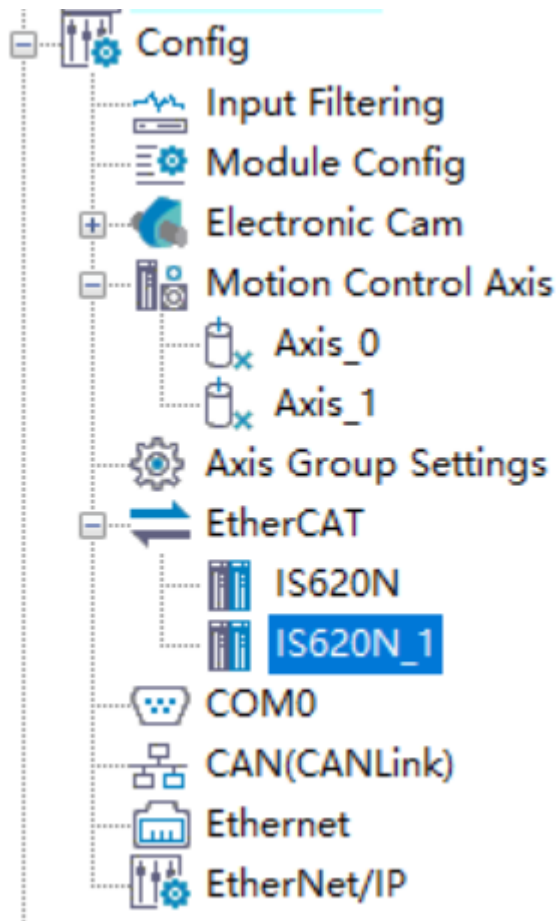 Config
Input Filtering
Module Config
Electronic Cam
Motion Control Axis
Axis_0
Axis_1
Axis Group Settings
EtherCAT
IS620N
IS620N_1
COM0
CAN(CANLink)
Ethernet
EtherNet/IP